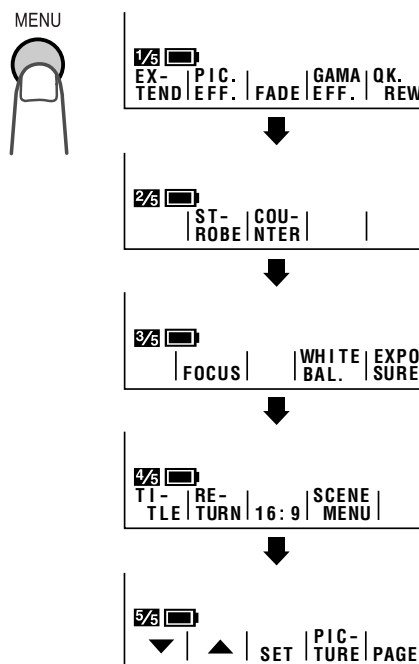 MENU
1/5
EX- PIC. GAMA QK.
TEND EFF. FADE EFF. REW
2/5
ST- COU-
ROBE NTER
3/5
WHITE EXPO
FOCUS BAL. SURE
4/5
TI- RE- SCENE
TLE TURN 16:9 MENU
5/5
PIC-
SET TURE PAGE